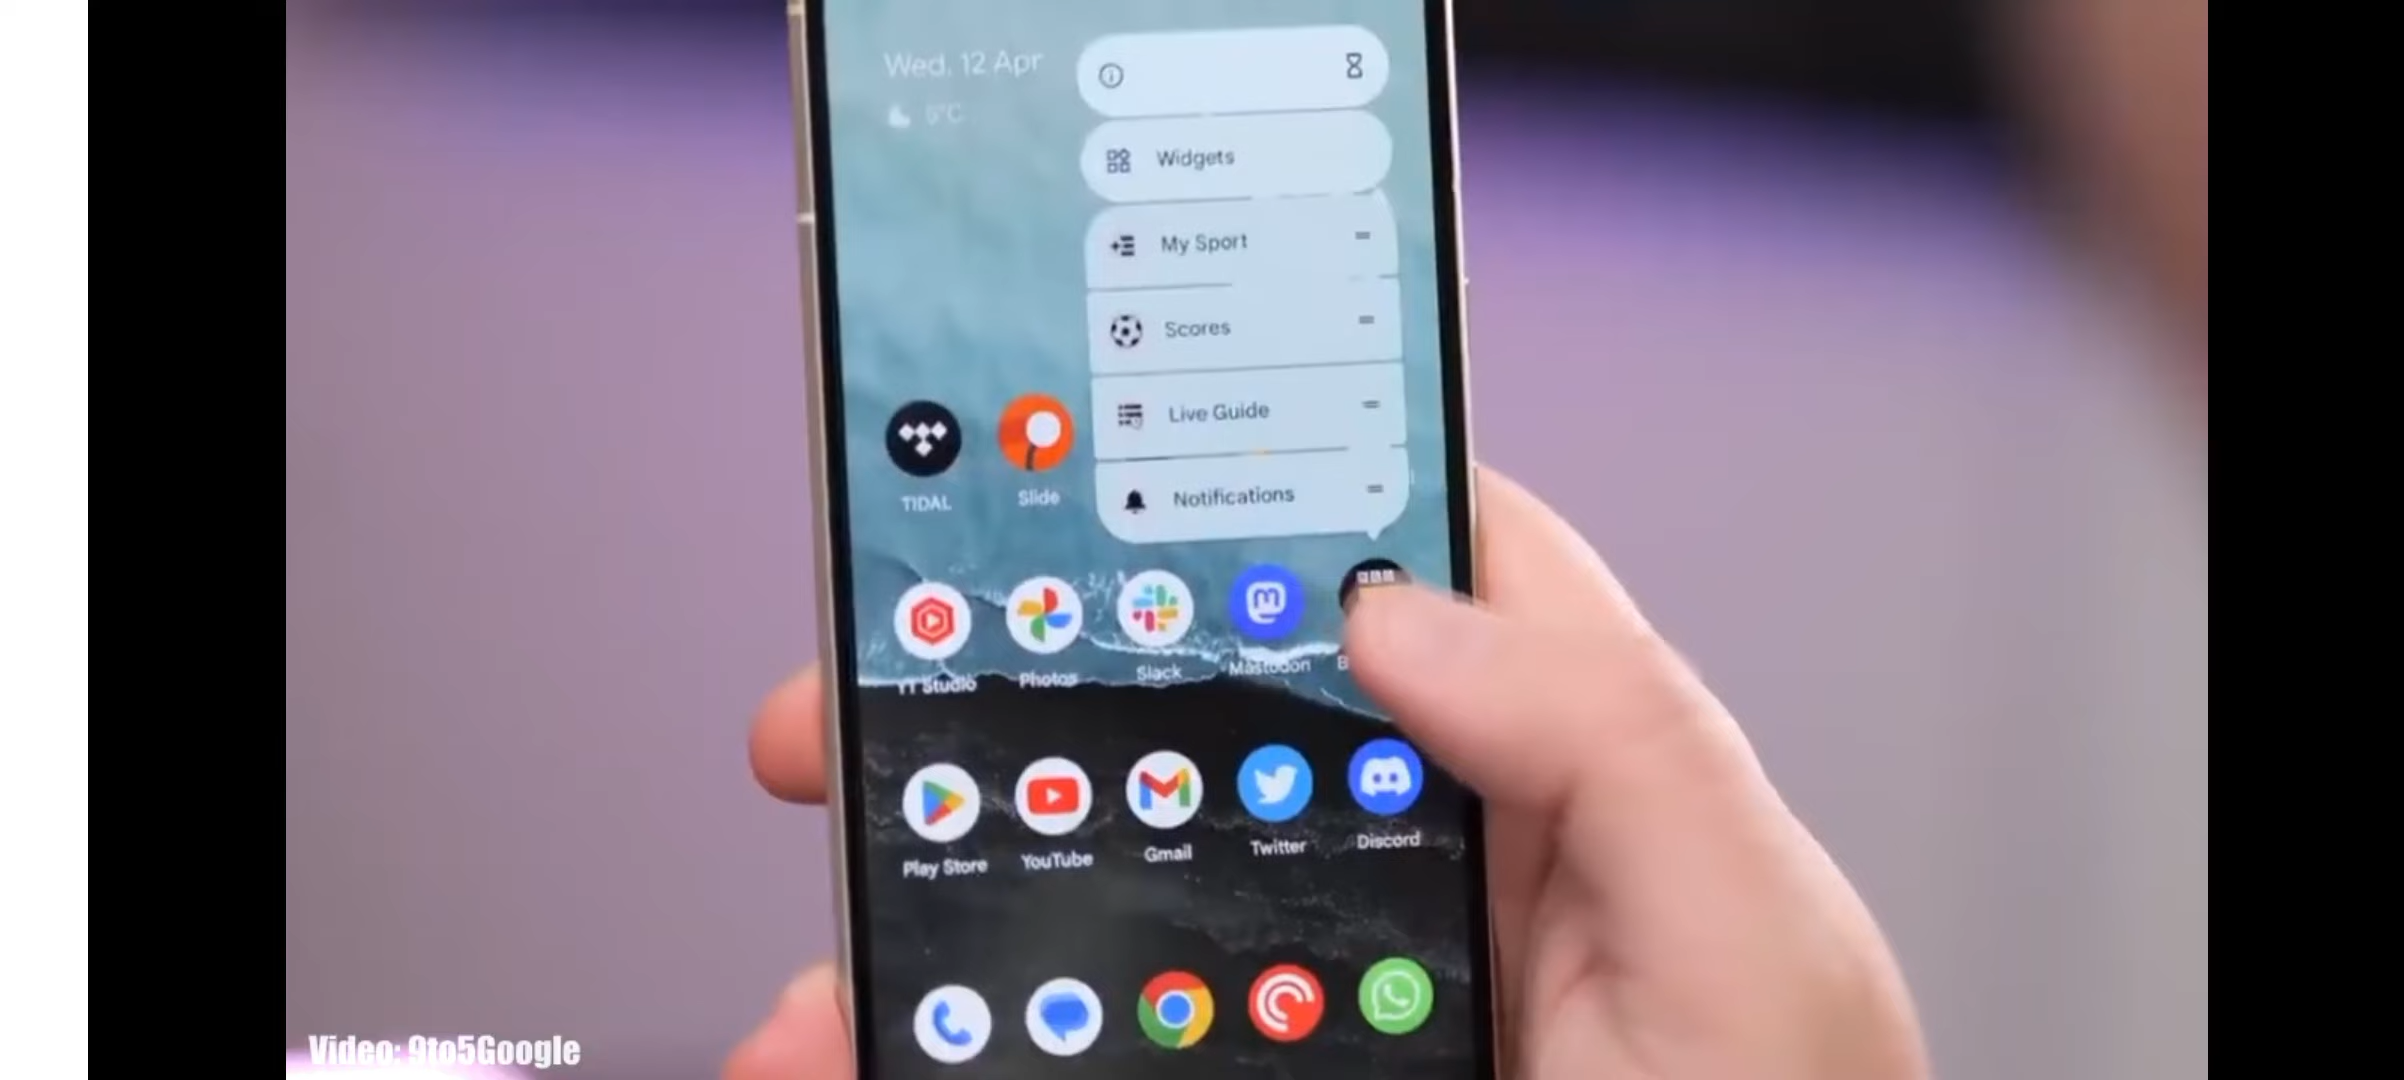 Wed, 12 Apr
5°C
Widgets
My Sport
Scores
Live Guide
Notifications
TIDAL
Slide
YT Studio
Photos
Slack
Mastodon
B
Play Store
YouTube
Gmail
Twitter
Discord
Video: 9to5Google